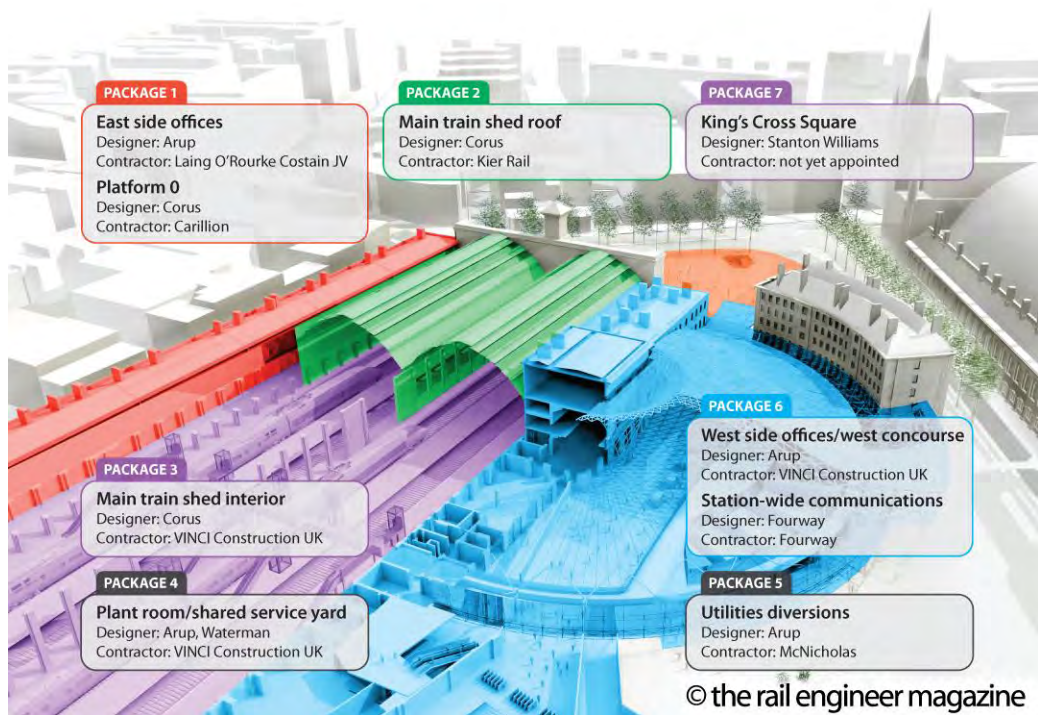 PACKAGE 1
East side offices
Designer: Arup
Contractor: Laing O'Rourke Costain JV
Platform 0
Designer: Corus
Contractor: Carillion
PACKAGE 2
Main train shed roof
Designer: Corus
Contractor: Kier Rail
PACKAGE 7
King's Cross Square
Designer: Stanton Williams
Contractor: not yet appointed
PACKAGE 3
Main train shed interior
Designer: Corus
Contractor: VINCI Construction UK
PACKAGE 6
West side offices/west concourse
Designer: Arup
Contractor: VINCI Construction UK
Station-wide communications
Designer: Fourway
Contractor: Fourway
PACKAGE 4
Plant room/shared service yard
Designer: Arup, Waterman
Contractor: VINCI Construction UK
PACKAGE 5
Utilities diversions
Designer: Arup
Contractor: McNicholas
© the rail engineer magazine